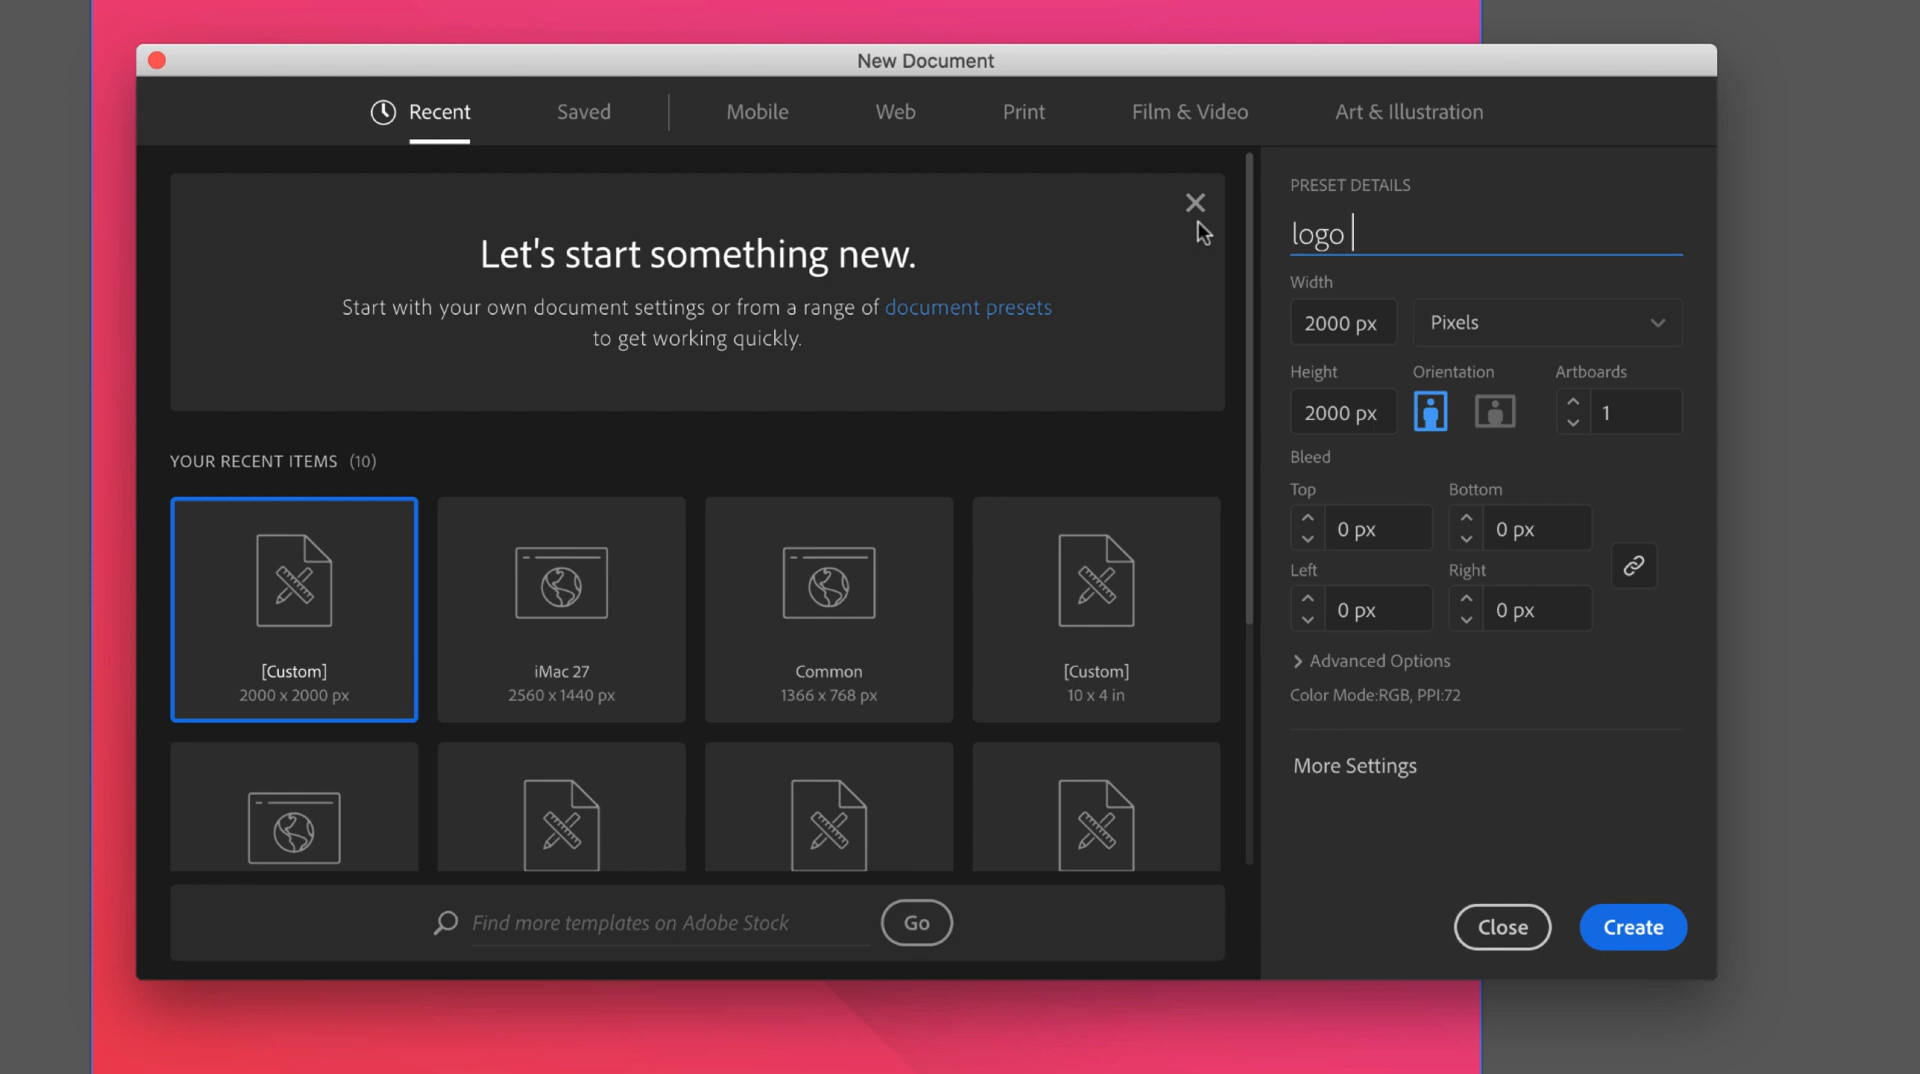 New Document
Recent
Saved
Mobile
Web
Print
Film & Video
Art & Illustration
Let's start something new.
Start with your own document settings or from a range of document presets
to get working quickly.
YOUR RECENT ITEMS (10)
[Custom]
2000 x 2000 px
iMac 27
2560 x 1440 px
Common
1366 x 768 px
[Custom]
10 x 4 in
Find more templates on Adobe Stock
Go
PRESET DETAILS
logo
Width
2000 px
Pixels
Height
Orientation
Artboards
2000 px
1
Bleed
Top
Bottom
0 px
0 px
Left
Right
0 px
0 px
Advanced Options
Color Mode:RGB, PPI:72
More Settings
Close
Create